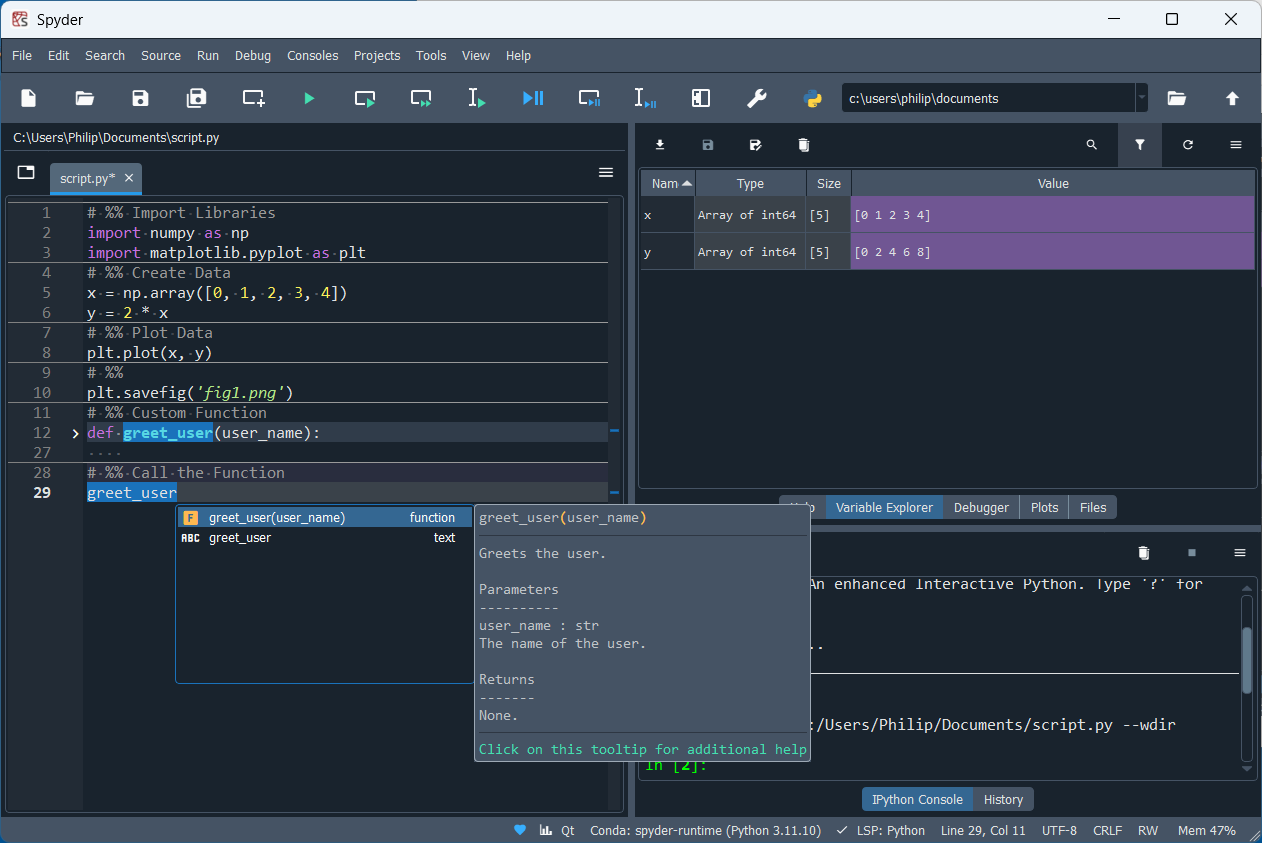 Spyder
File Edit Search Source Run Debug Consoles Projects Tools View Help
c:\users\philip\documents
C:\Users\Philip\Documents\script.py
script.py*
1 # %% Import Libraries
2 import numpy as np
3 import matplotlib.pyplot as plt
4 # %% Create Data
5 x = np.array([0, 1, 2, 3, 4])
6 y = 2 * x
7 # %% Plot Data
8 plt.plot(x, y)
9 # %%
10 plt.savefig('fig1.png')
11 # %% Custom Function
12 def greet_user(user_name):
27
28 # %% Call the Function
29 greet_user
F greet_user(user_name) function
ABC greet_user text
greet_user(user_name)
Greets the user.
Parameters
----------
user_name : str
The name of the user.
Returns
-------
None.
Click on this tooltip for additional help
Nam Type Size Value
x Array of int64 [5] [0 1 2 3 4]
y Array of int64 [5] [0 2 4 6 8]
Variable Explorer Debugger Plots Files
An enhanced Interactive Python. Type '?' for
..
:/Users/Philip/Documents/script.py --wdir
In [2]:
IPython Console History
Qt Conda: spyder-runtime (Python 3.11.10) LSP: Python Line 29, Col 11 UTF-8 CRLF RW Mem 47%